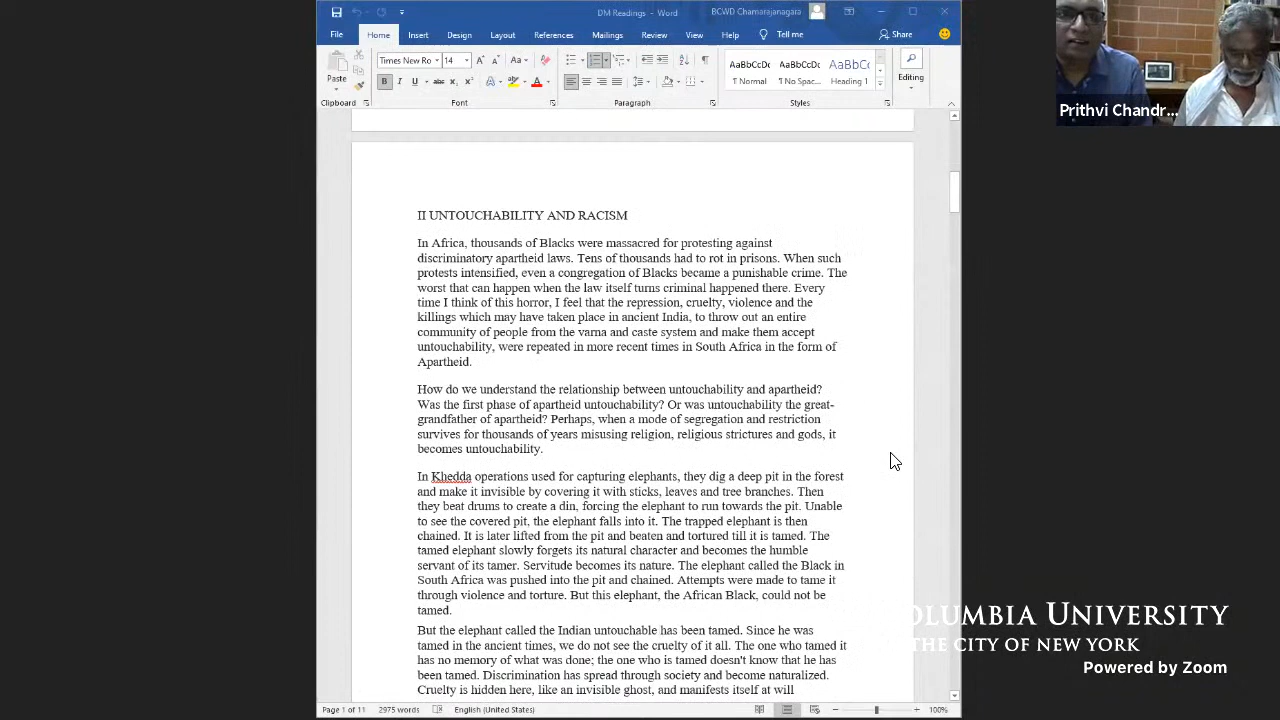 DM Readings - Word
BCWD Chamarajanagara
File Home Insert Design Layout References Mailings Review View Help Tell me Share
Times New Ro 14
Paste
Clipboard
Font
Paragraph
AaBbCcDc AaBbCcDc AaBbC
¶ Normal ¶ No Spac... Heading 1
Styles
Editing
Prithvi Chandr...
II UNTOUCHABILITY AND RACISM
In Africa, thousands of Blacks were massacred for protesting against
discriminatory apartheid laws. Tens of thousands had to rot in prisons. When such
protests intensified, even a congregation of Blacks became a punishable crime. The
worst that can happen when the law itself turns criminal happened there. Every
time I think of this horror, I feel that the repression, cruelty, violence and the
killings which may have taken place in ancient India, to throw out an entire
community of people from the varna and caste system and make them accept
untouchability, were repeated in more recent times in South Africa in the form of
Apartheid.
How do we understand the relationship between untouchability and apartheid?
Was the first phase of apartheid untouchability? Or was untouchability the great-
grandfather of apartheid? Perhaps, when a mode of segregation and restriction
survives for thousands of years misusing religion, religious strictures and gods, it
becomes untouchability.
In Khedda operations used for capturing elephants, they dig a deep pit in the forest
and make it invisible by covering it with sticks, leaves and tree branches. Then
they beat drums to create a din, forcing the elephant to run towards the pit. Unable
to see the covered pit, the elephant falls into it. The trapped elephant is then
chained. It is later lifted from the pit and beaten and tortured till it is tamed. The
tamed elephant slowly forgets its natural character and becomes the humble
servant of its tamer. Servitude becomes its nature. The elephant called the Black in
South Africa was pushed into the pit and chained. Attempts were made to tame it
through violence and torture. But this elephant, the African Black, could not be
tamed.
But the elephant called the Indian untouchable has been tamed. Since he was
tamed in the ancient times, we do not see the cruelty of it all. The one who tamed it
has no memory of what was done; the one who is tamed doesn't know that he has
been tamed. Discrimination has spread through society and become naturalized.
Cruelty is hidden here, like an invisible ghost, and manifests itself at will
OLUMBIA UNIVERSITY
THE CITY OF NEW YORK
Powered by Zoom
Page 1 of 11 2975 words English (United States) 100%